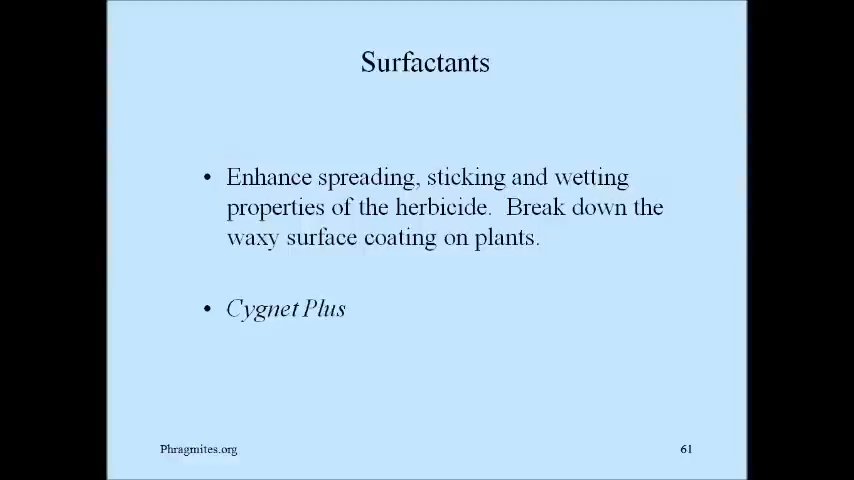 Surfactants
• Enhance spreading, sticking and wetting
properties of the herbicide. Break down the
waxy surface coating on plants.
• Cygnet Plus
Phragmites.org
61